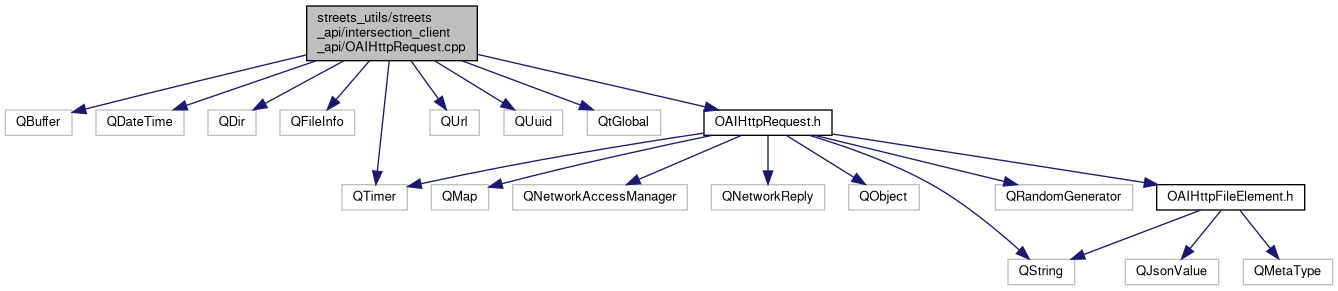 streets_utils/streets
_api/intersection_client
_api/OAIHttpRequest.cpp
QBuffer
QDateTime
QDir
QFileInfo
QUrl
QUuid
QtGlobal
OAIHttpRequest.h
QTimer
QMap
QNetworkAccessManager
QNetworkReply
QObject
QRandomGenerator
OAIHttpFileElement.h
QString
QJsonValue
QMetaType